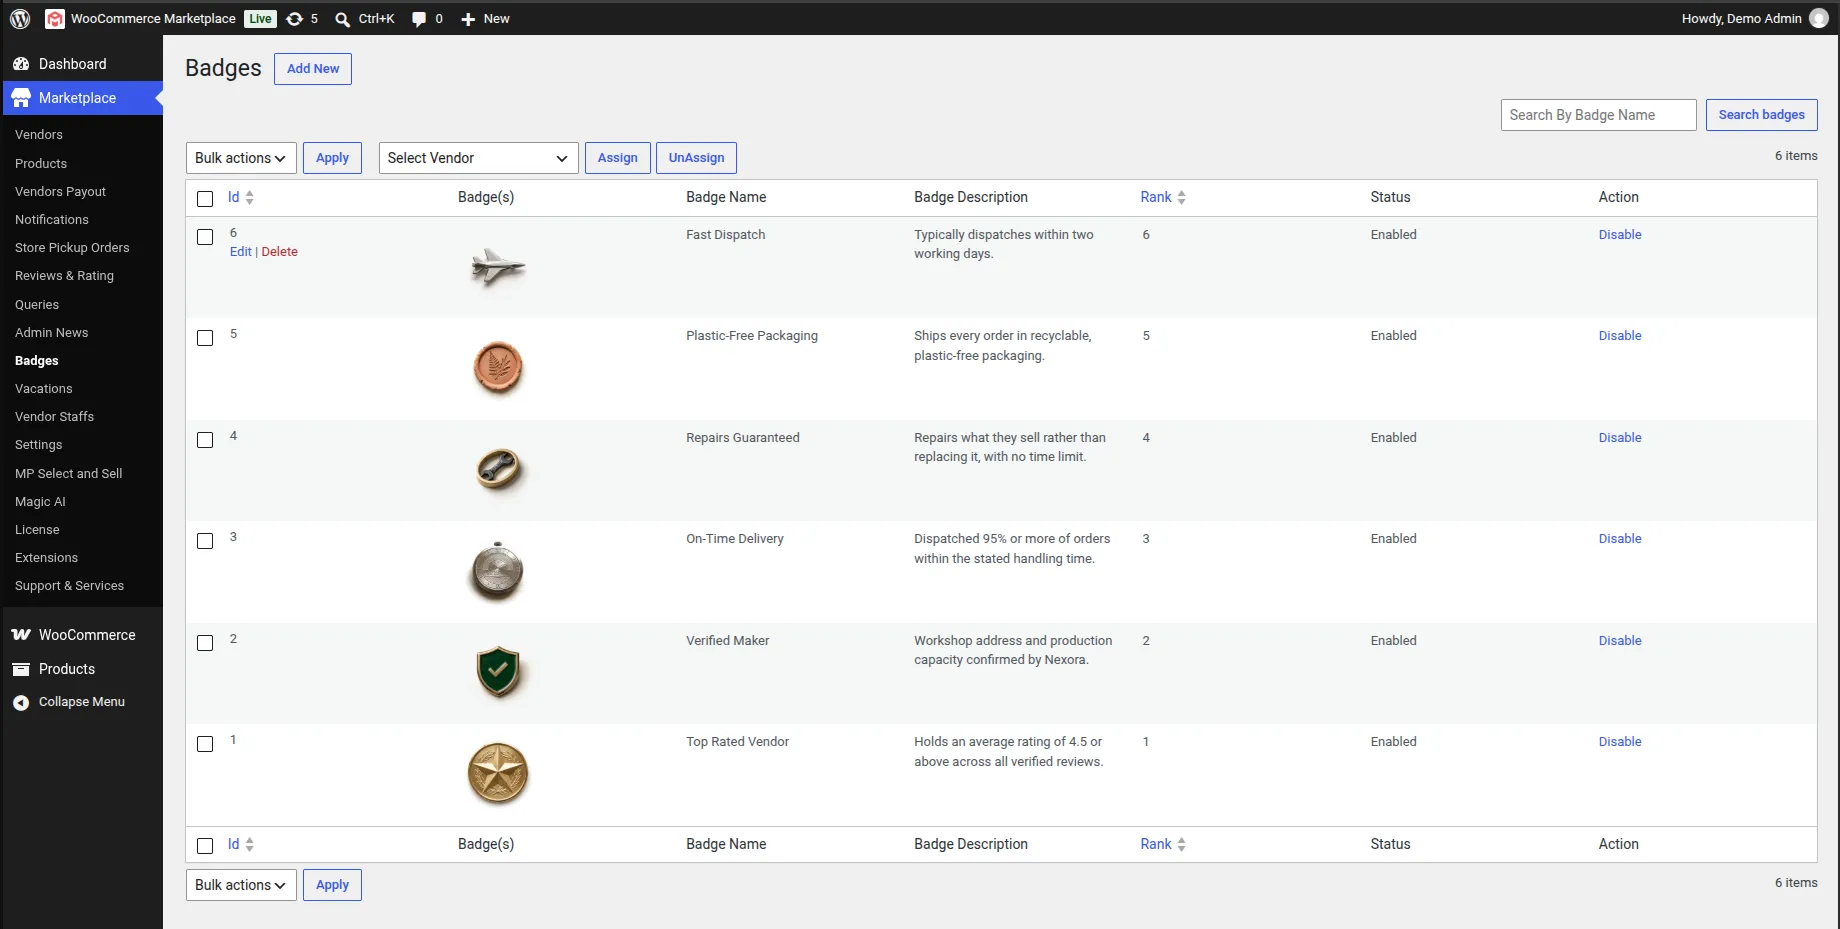 WooCommerce Marketplace Live 5 Ctrl+K 0 New
Howdy, Demo Admin
Dashboard
Marketplace
Vendors
Products
Vendors Payout
Notifications
Store Pickup Orders
Reviews & Rating
Queries
Admin News
Badges
Vacations
Vendor Staffs
Settings
MP Select and Sell
Magic AI
License
Extensions
Support & Services
WooCommerce
Products
Collapse Menu
Badges Add New
Search By Badge Name Search badges
Bulk actions Apply Select Vendor Assign UnAssign 6 items
Id Badge(s) Badge Name Badge Description Rank Status Action
6 Fast Dispatch Typically dispatches within two 6 Enabled Disable
Edit | Delete working days.
5 Plastic-Free Packaging Ships every order in recyclable, 5 Enabled Disable
plastic-free packaging.
4 Repairs Guaranteed Repairs what they sell rather than 4 Enabled Disable
replacing it, with no time limit.
3 On-Time Delivery Dispatched 95% or more of orders 3 Enabled Disable
within the stated handling time.
2 Verified Maker Workshop address and production 2 Enabled Disable
capacity confirmed by Nexora.
1 Top Rated Vendor Holds an average rating of 4.5 or 1 Enabled Disable
above across all verified reviews.
Id Badge(s) Badge Name Badge Description Rank Status Action
Bulk actions Apply 6 items